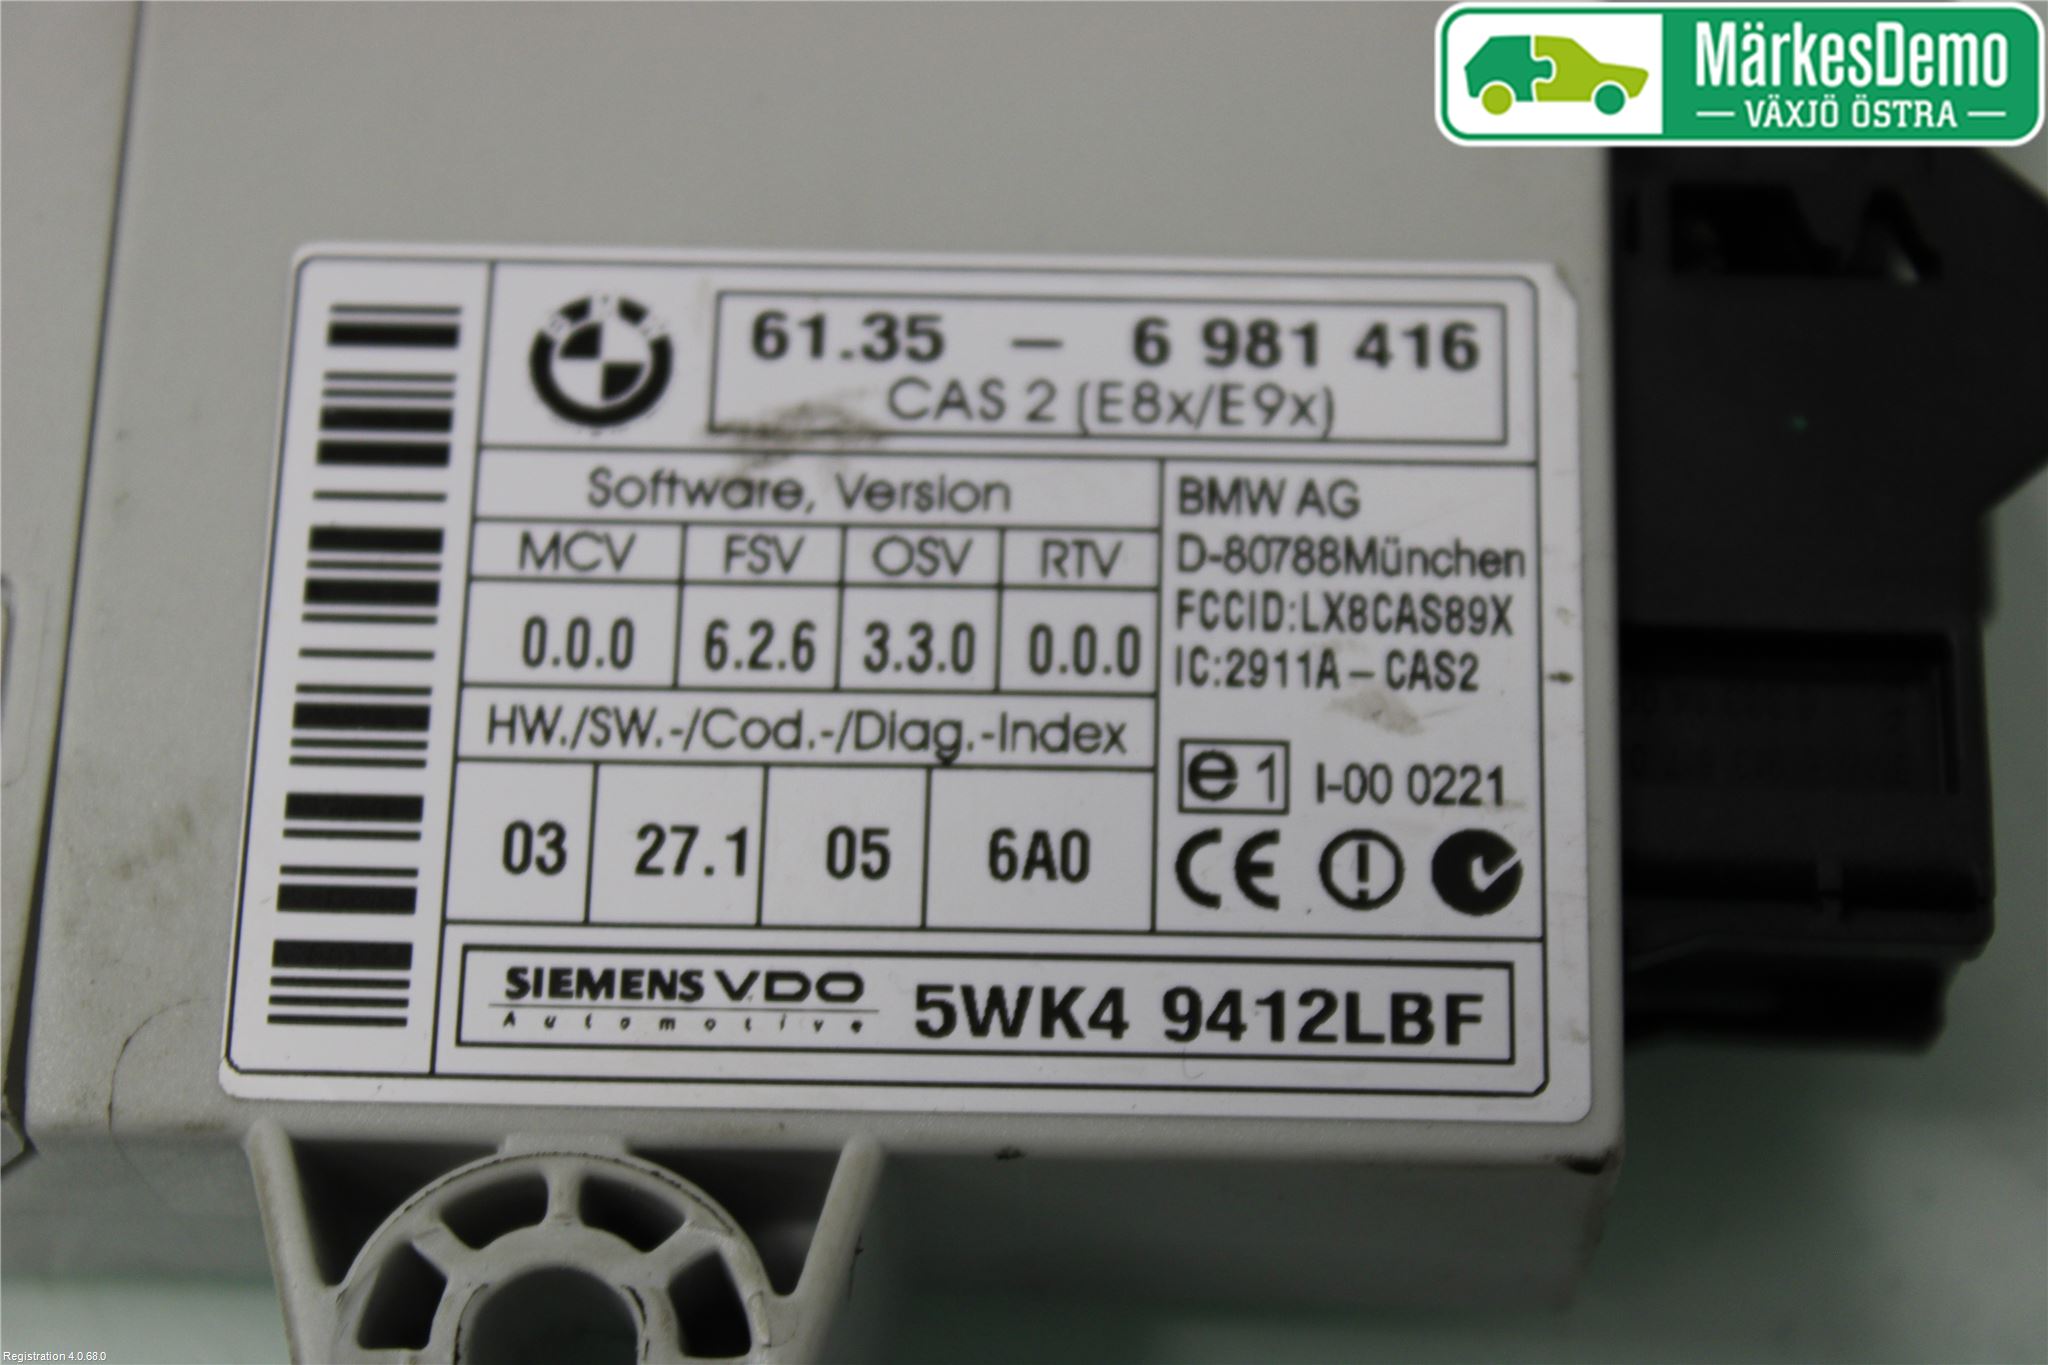 MärkesDemo
VÄXJÖ ÖSTRA
61.35 – 6 981 416
CAS 2 (E8x/E9x)
Software, Version
MCV FSV OSV RTV
0.0.0 6.2.6 3.3.0 0.0.0
HW./SW.-/Cod.-/Diag.-Index
03 27.1 05 6A0
BMW AG
D-80788München
FCCID:LX8CAS89X
IC:2911A – CAS2
e1 I-00 0221
CE
SIEMENS VDO
Automotive
5WK4 9412LBF
Registration 4.0.68.0